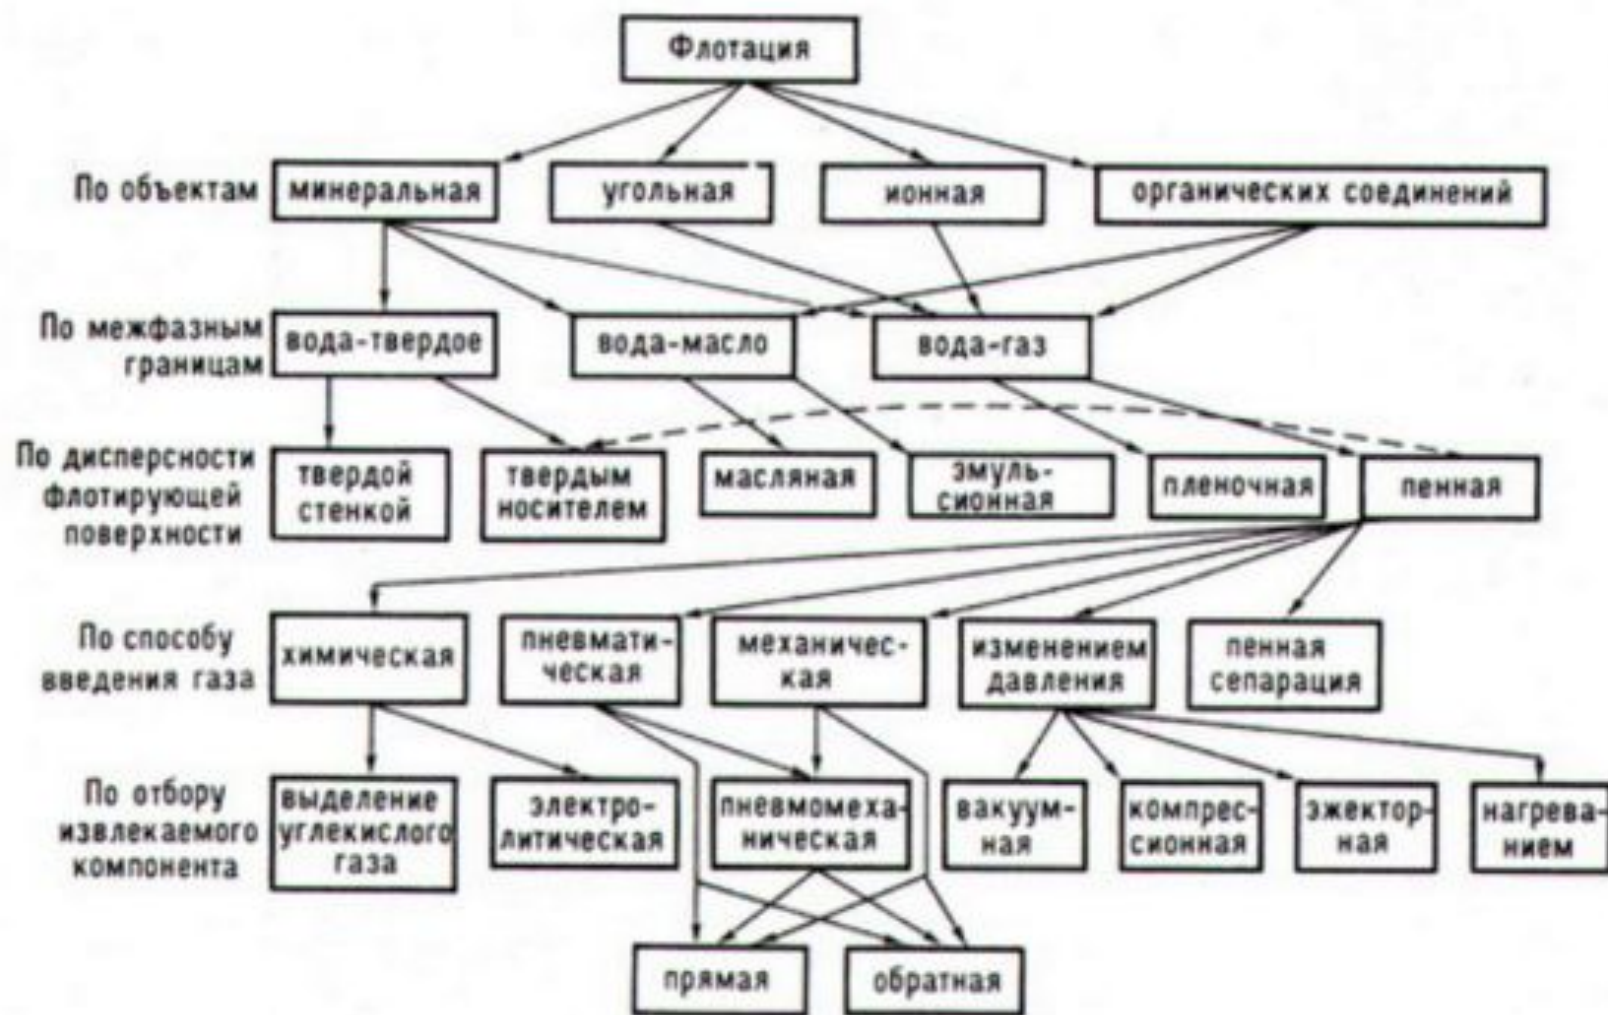 Флотация
По объектам
минеральная
угольная
ионная
органических соединений
По межфазным
границам
вода-твердое
вода-масло
вода-газ
По дисперсности
флотирующей
поверхности
твердой
стенкой
твердым
носителем
масляная
эмуль-
сионная
пленочная
пенная
По способу
введения газа
химическая
пневмати-
ческая
механичес-
кая
изменением
давления
пенная
сепарация
По отбору
извлекаемого
компонента
выделение
углекислого
газа
электро-
литическая
пневмомеха-
ническая
вакуум-
ная
компрес-
сионная
эжектор-
ная
нагрева-
нием
прямая
обратная